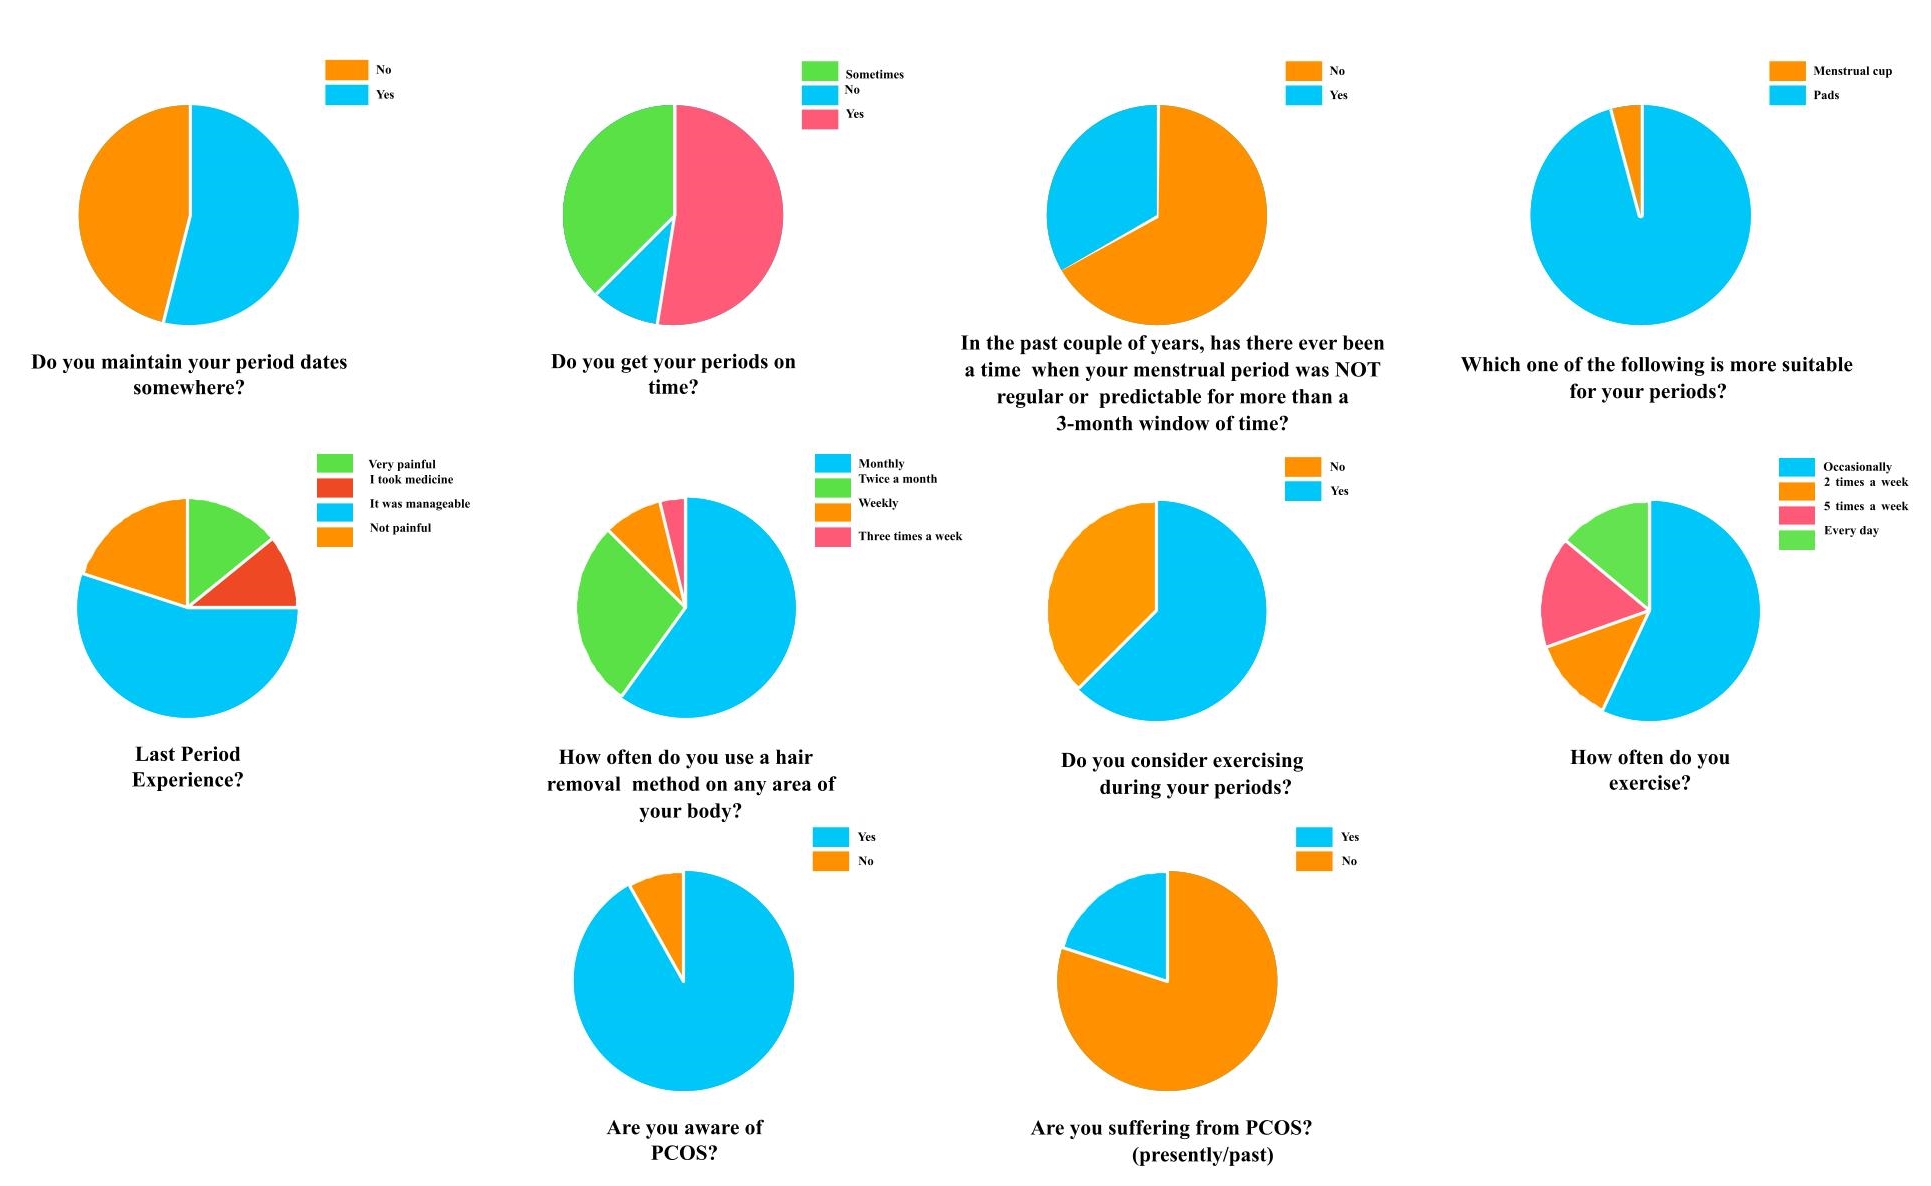 No
Yes
Do you maintain your period dates
somewhere?
Sometimes
No
Yes
Do you get your periods on
time?
No
Yes
In the past couple of years, has there ever been
a time when your menstrual period was NOT
regular or predictable for more than a
3-month window of time?
Menstrual cup
Pads
Which one of the following is more suitable
for your periods?
Very painful
I took medicine
It was manageable
Not painful
Last Period
Experience?
Monthly
Twice a month
Weekly
Three times a week
How often do you use a hair
removal method on any area of
your body?
No
Yes
Do you consider exercising
during your periods?
Occasionally
2 times a week
5 times a week
Every day
How often do you
exercise?
Yes
No
Are you aware of
PCOS?
Yes
No
Are you suffering from PCOS?
(presently/past)